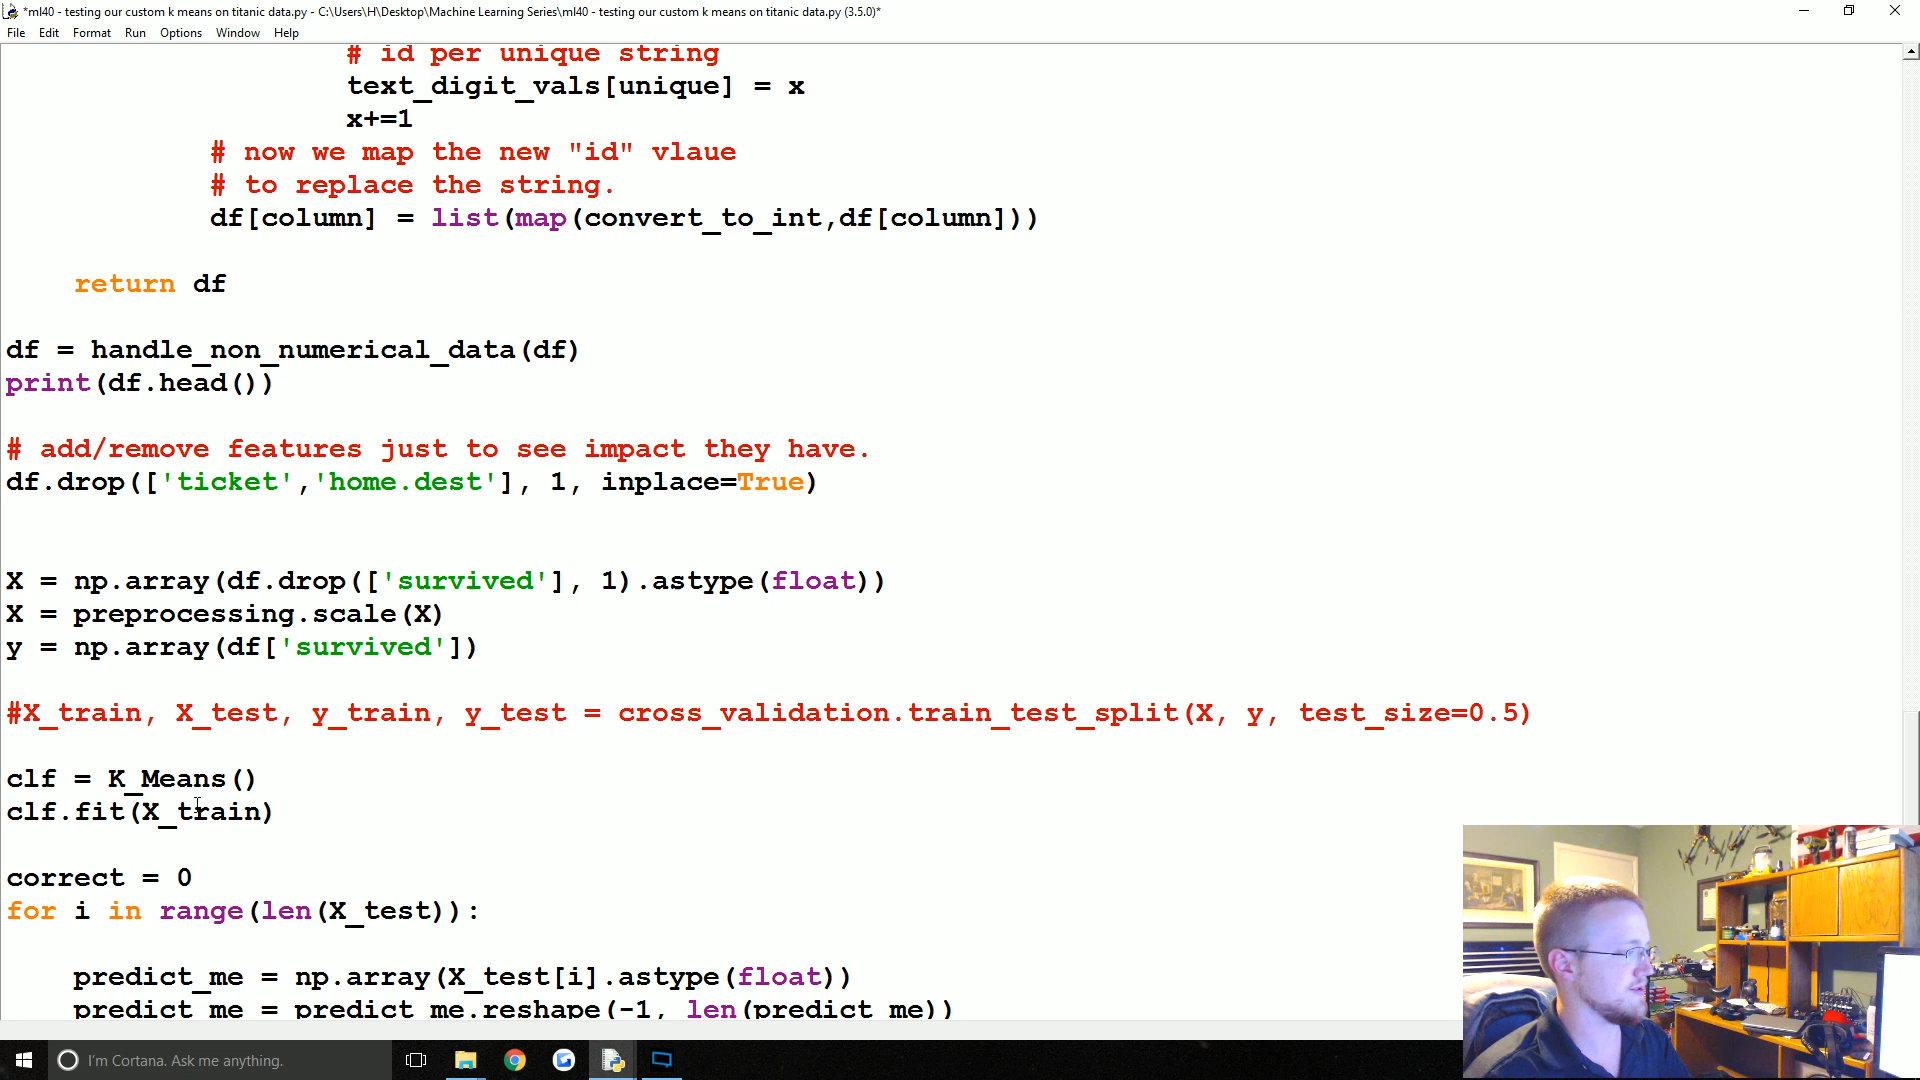 *ml40 - testing our custom k means on titanic data.py - C:\Users\H\Desktop\Machine Learning Series\ml40 - testing our custom k means on titanic data.py (3.5.0)*
File Edit Format Run Options Window Help
# id per unique string
text_digit_vals[unique] = x
x+=1
# now we map the new "id" vlaue
# to replace the string.
df[column] = list(map(convert_to_int,df[column]))
return df
df = handle_non_numerical_data(df)
print(df.head())
# add/remove features just to see impact they have.
df.drop(['ticket','home.dest'], 1, inplace=True)
X = np.array(df.drop(['survived'], 1).astype(float))
X = preprocessing.scale(X)
y = np.array(df['survived'])
#X_train, X_test, y_train, y_test = cross_validation.train_test_split(X, y, test_size=0.5)
clf = K_Means()
clf.fit(X_train)
correct = 0
for i in range(len(X_test)):
predict_me = np.array(X_test[i].astype(float))
predict_me = predict_me.reshape(-1, len(predict_me))
I'm Cortana. Ask me anything.